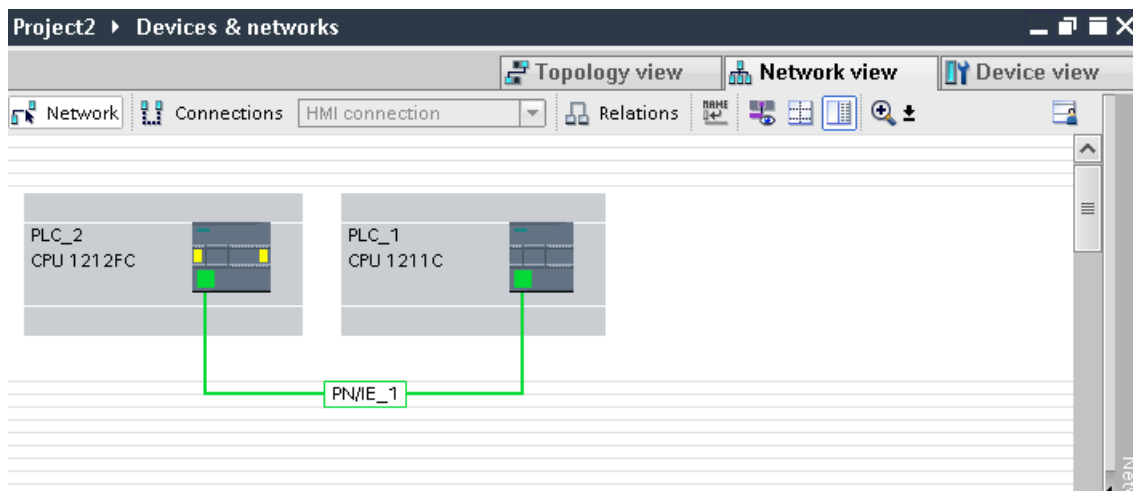 Project2 ▸ Devices & networks
Topology view
Network view
Device view
Network
Connections
HMI connection
Relations
NAME
PLC_2
CPU 1212FC
PLC_1
CPU 1211C
PN/IE_1